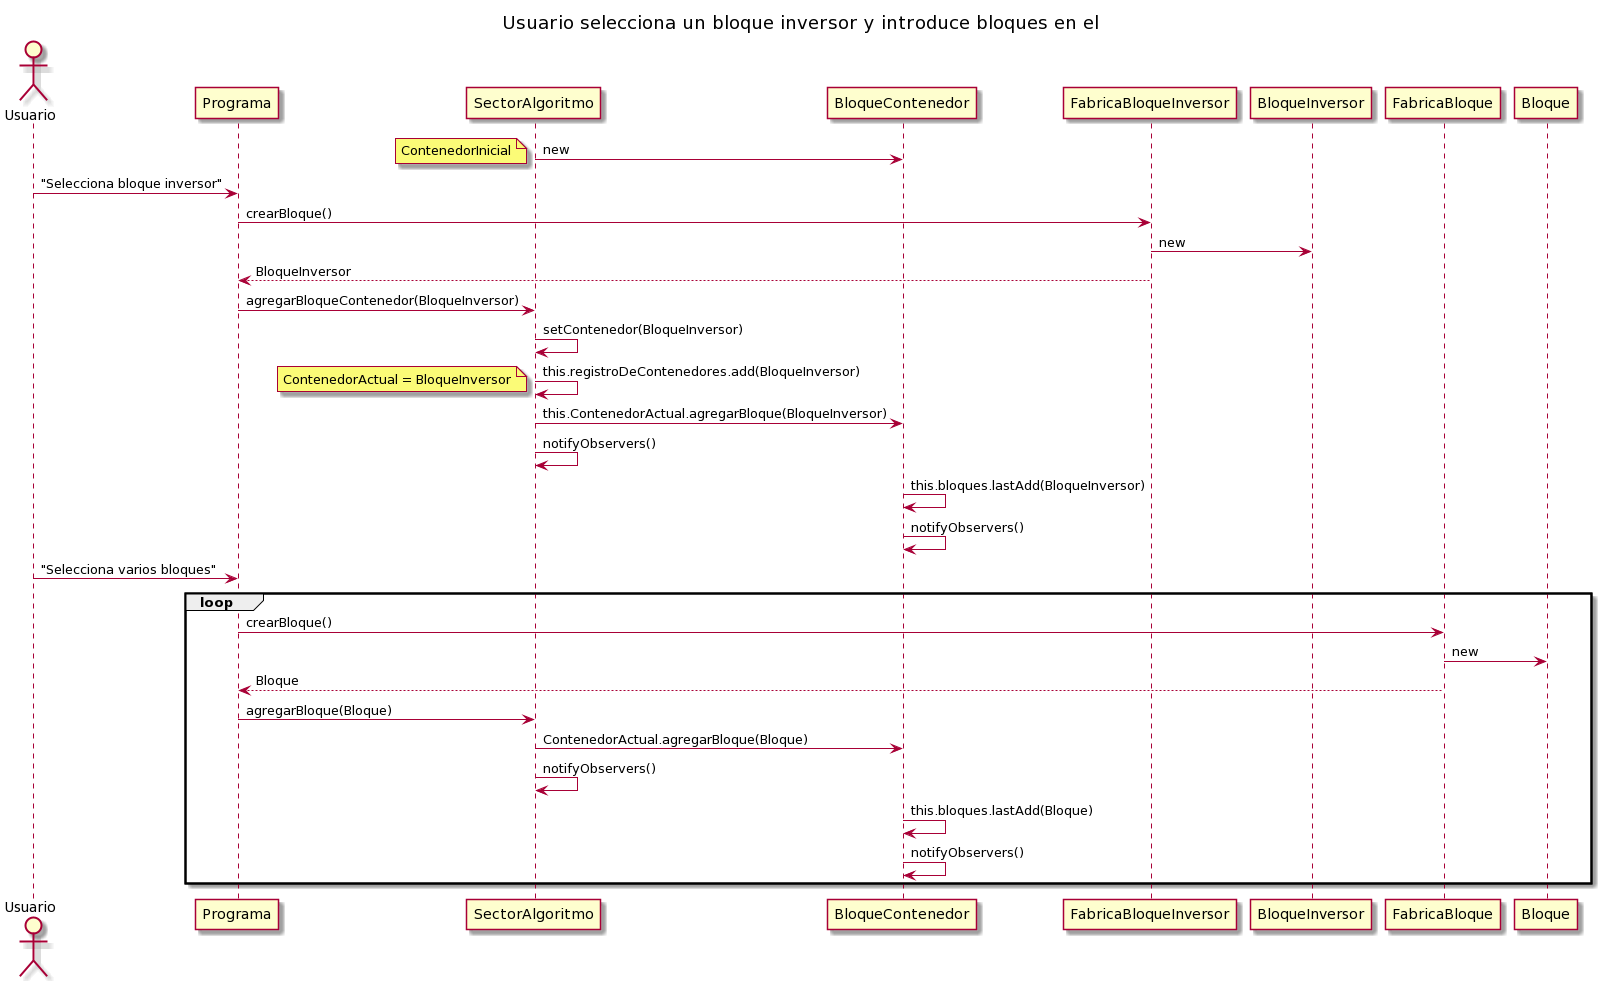 Usuario selecciona un bloque inversor y introduce bloques en el
Usuario
Programa
SectorAlgoritmo
BloqueContenedor
FabricaBloqueInversor
BloqueInversor
FabricaBloque
Bloque
ContenedorInicial
new
"Selecciona bloque inversor"
crearBloque()
new
BloqueInversor
agregarBloqueContenedor(BloqueInversor)
setContenedor(BloqueInversor)
ContenedorActual = BloqueInversor
this.registroDeContenedores.add(BloqueInversor)
this.ContenedorActual.agregarBloque(BloqueInversor)
notifyObservers()
this.bloques.lastAdd(BloqueInversor)
notifyObservers()
"Selecciona varios bloques"
loop
crearBloque()
new
Bloque
agregarBloque(Bloque)
ContenedorActual.agregarBloque(Bloque)
notifyObservers()
this.bloques.lastAdd(Bloque)
notifyObservers()
Usuario
Programa
SectorAlgoritmo
BloqueContenedor
FabricaBloqueInversor
BloqueInversor
FabricaBloque
Bloque